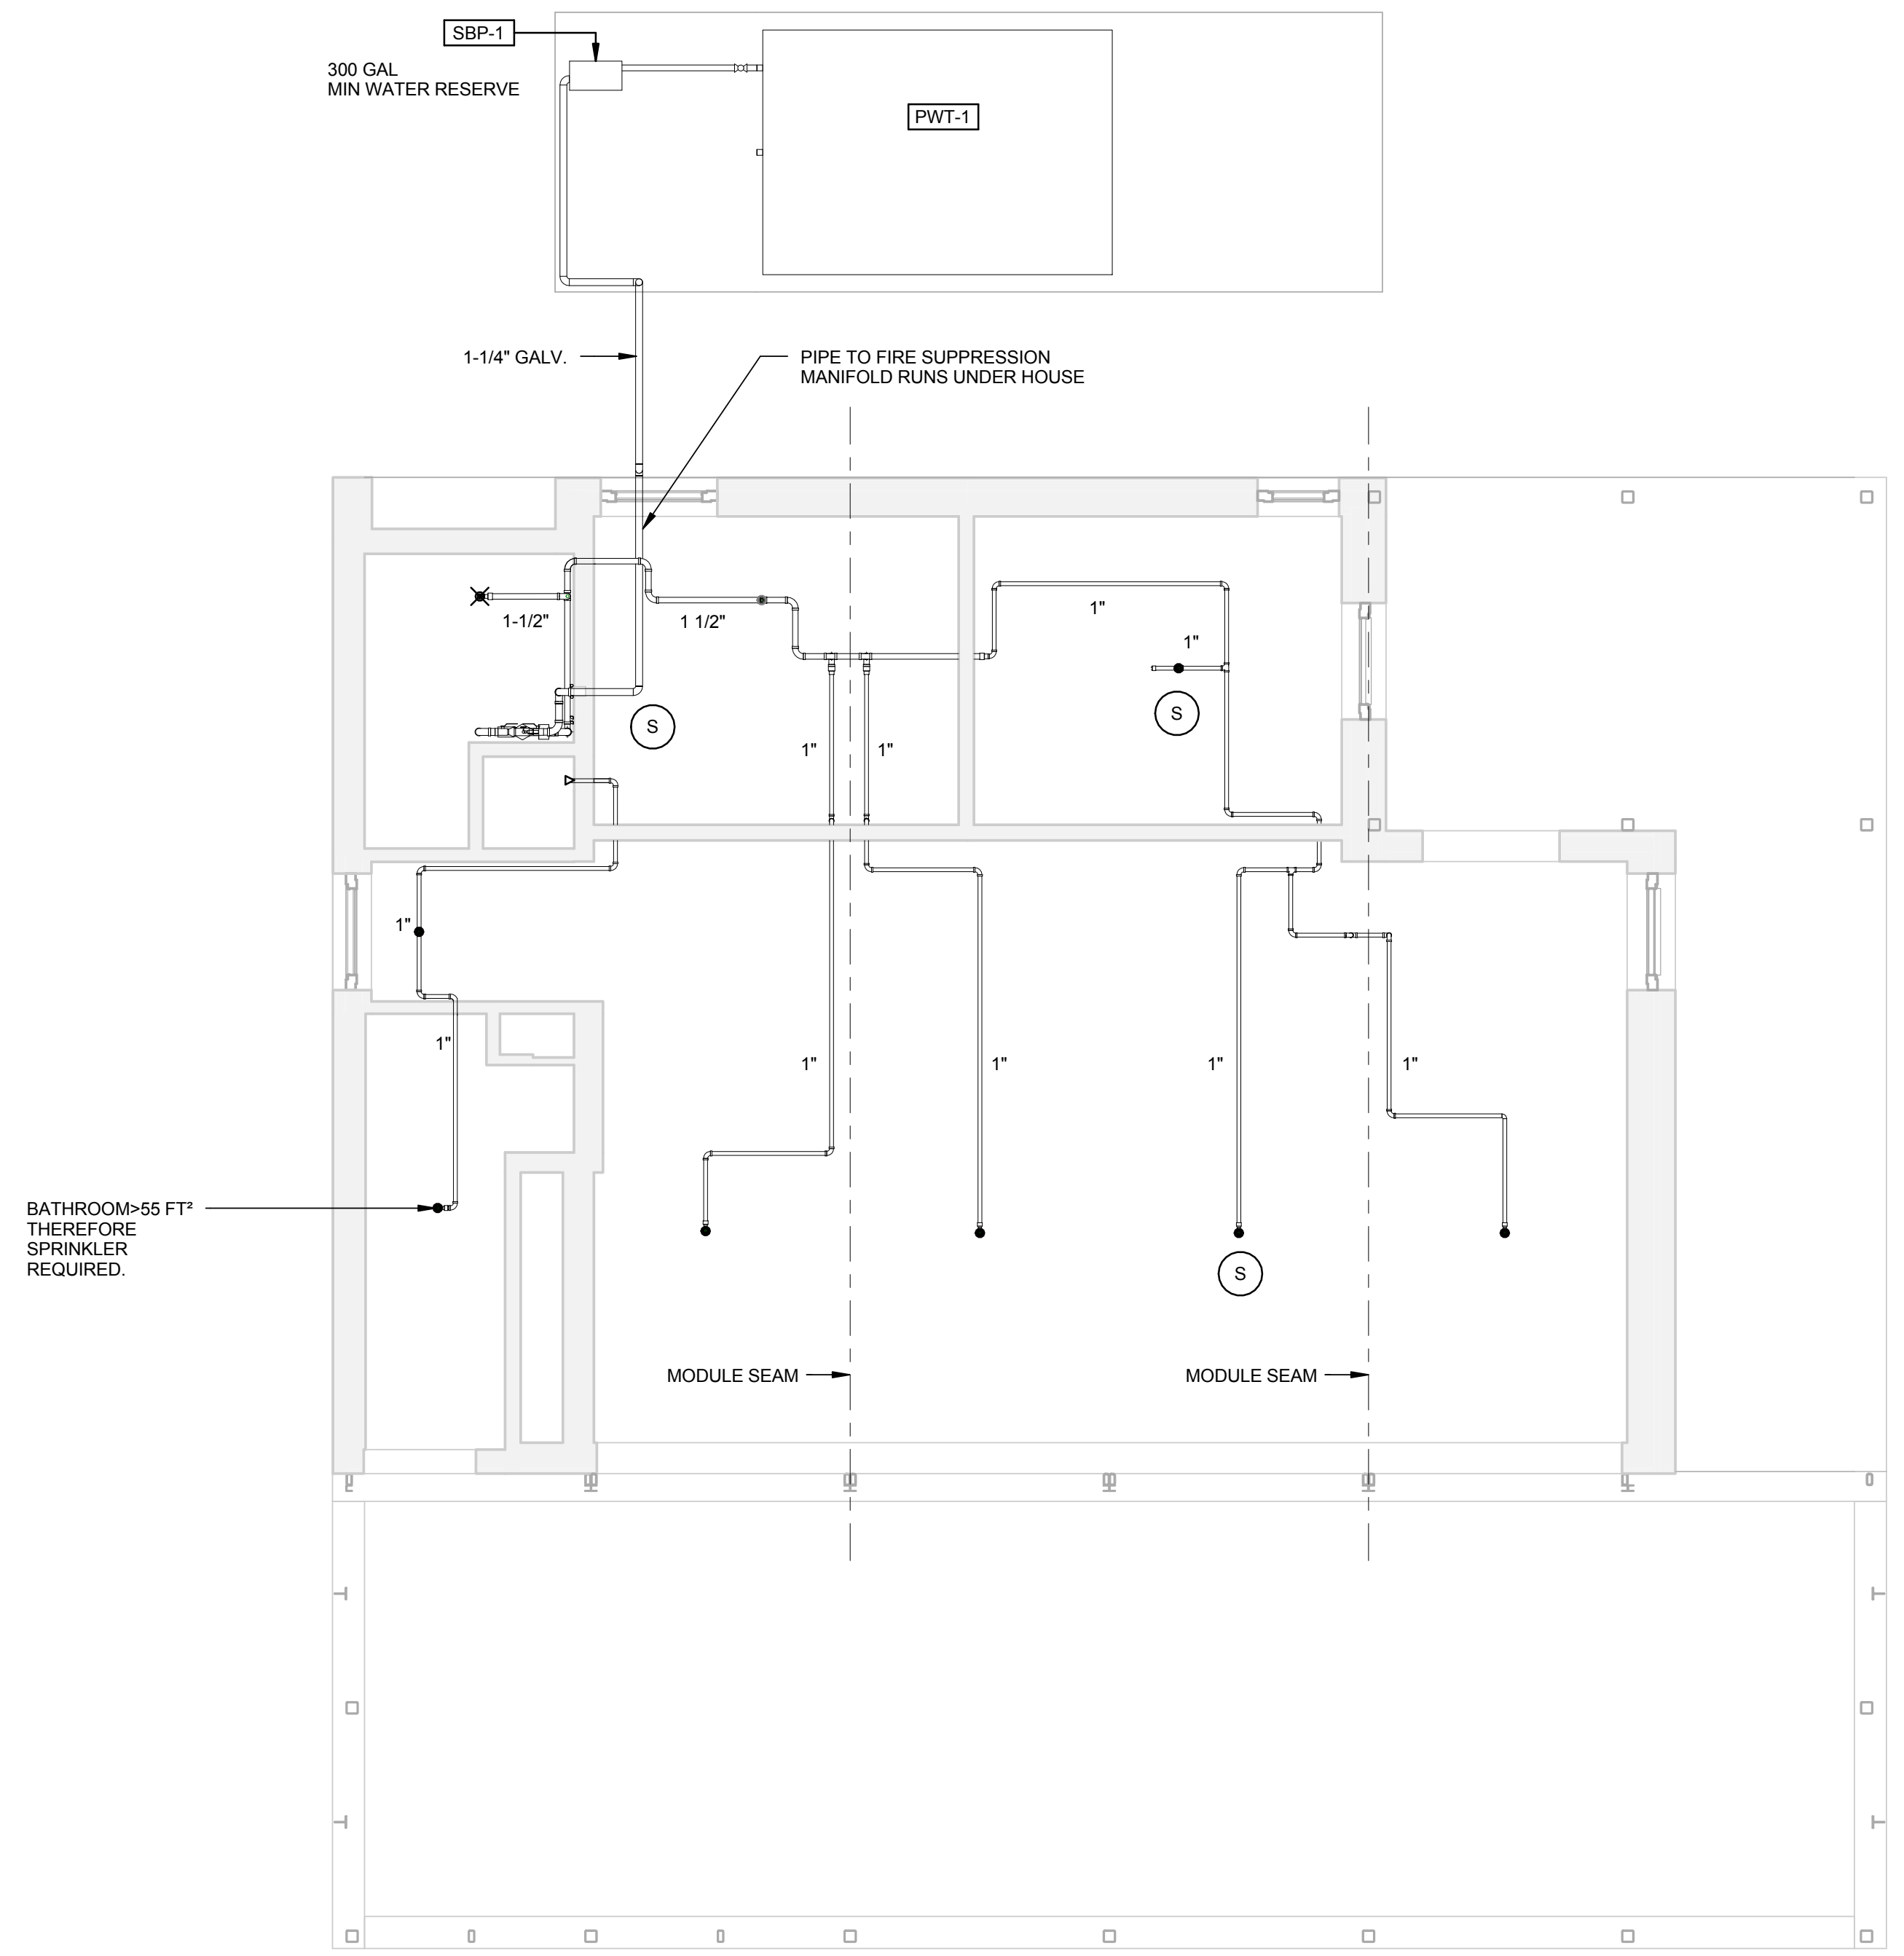 SBP-1
300 GAL
MIN WATER RESERVE
PWT-1
1-1/4" GALV.
PIPE TO FIRE SUPPRESSION
MANIFOLD RUNS UNDER HOUSE
1-1/2"
1 1/2"
1"
1"
S
S
1"
1"
1"
1"
1"
1"
1"
1"
BATHROOM>55 FT²
THEREFORE
SPRINKLER
REQUIRED.
S
MODULE SEAM
MODULE SEAM